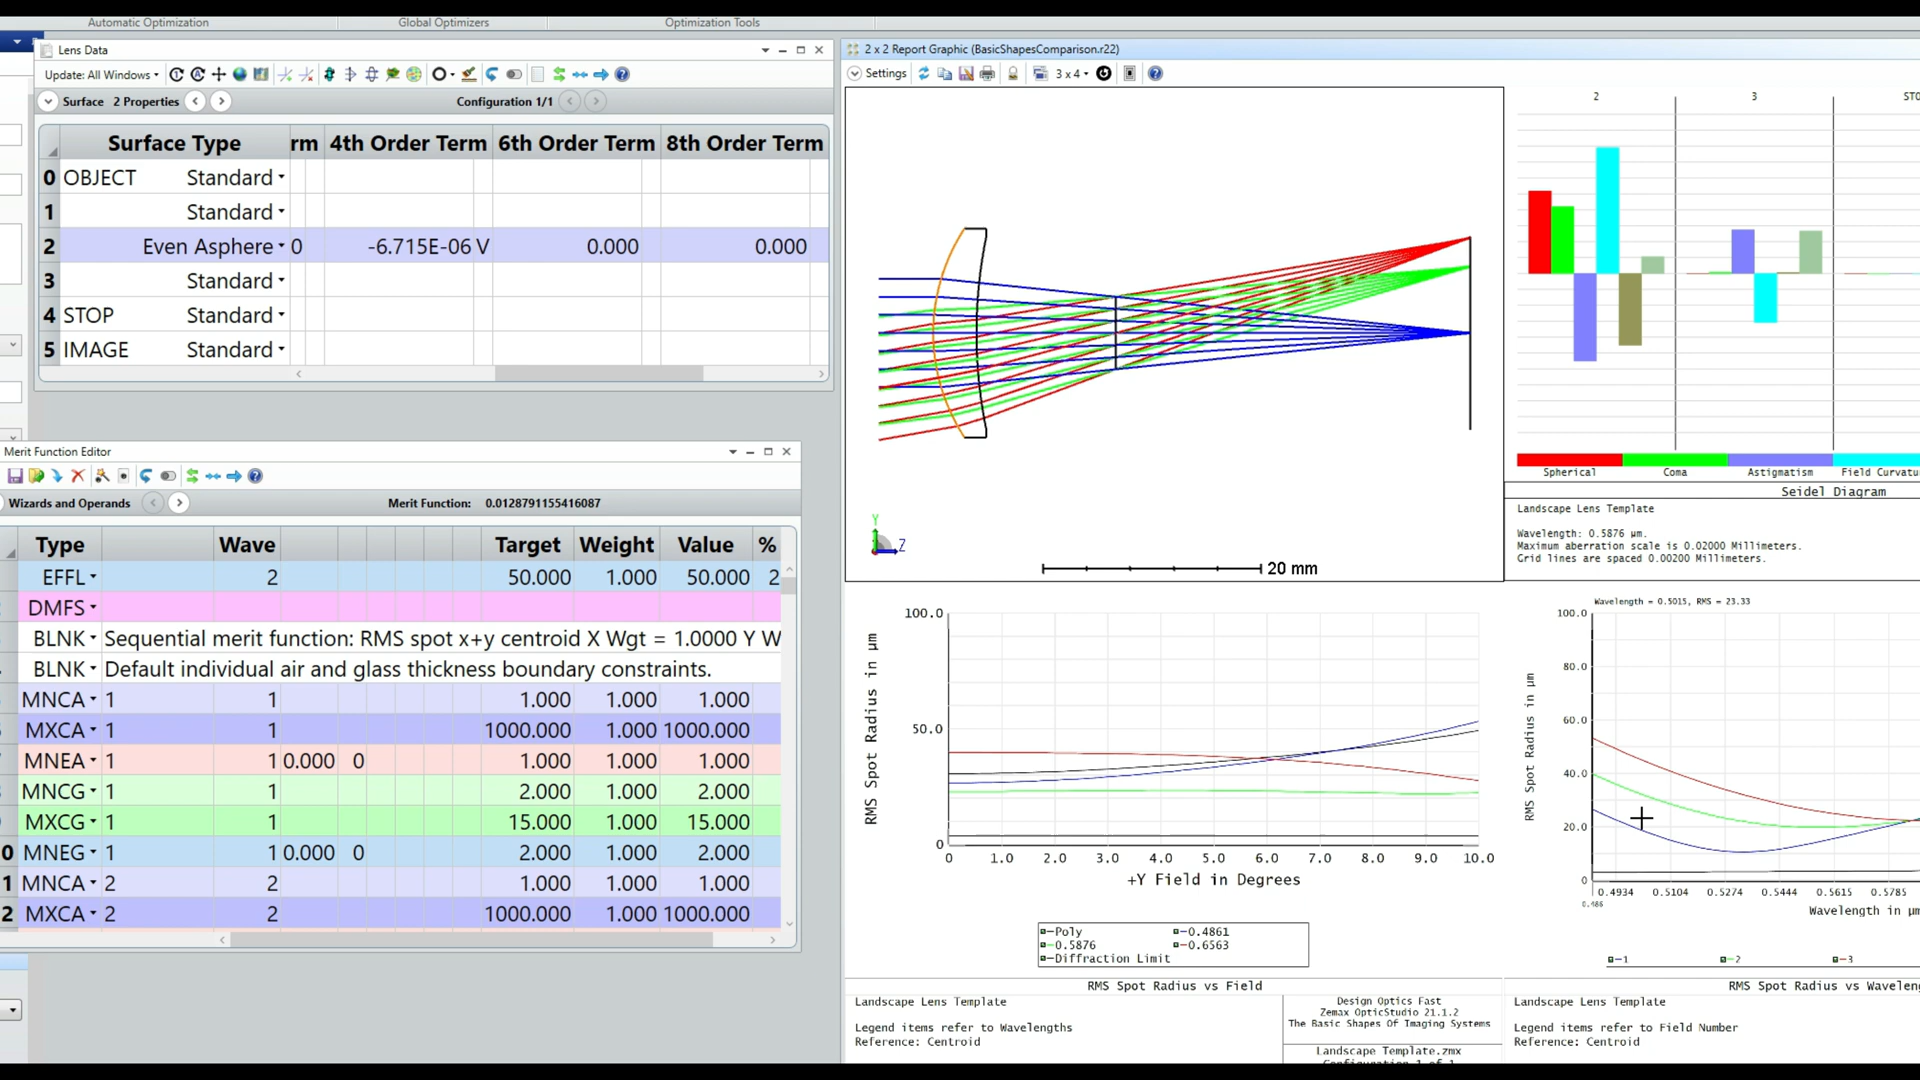 Automatic Optimization
Global Optimizers
Optimization Tools
Lens Data
Update: All Windows
Surface 2 Properties
Configuration 1/1
Surface Type rm 4th Order Term 6th Order Term 8th Order Term
0 OBJECT Standard
1 Standard
2 Even Asphere 0 -6.715E-06 V 0.000 0.000
3 Standard
4 STOP Standard
5 IMAGE Standard
Merit Function Editor
Wizards and Operands
Merit Function: 0.0128791155416087
Type Wave Target Weight Value %
EFFL 2 50.000 1.000 50.000 2
DMFS
BLNK Sequential merit function: RMS spot x+y centroid X Wgt = 1.0000 Y W
BLNK Default individual air and glass thickness boundary constraints.
MNCA 1 1 1.000 1.000 1.000
MXCA 1 1 1000.000 1.000 1000.000
MNEA 1 1 0.000 0 1.000 1.000 1.000
MNCG 1 1 2.000 1.000 2.000
MXCG 1 1 15.000 1.000 15.000
0 MNEG 1 1 0.000 0 2.000 1.000 2.000
1 MNCA 2 2 1.000 1.000 1.000
2 MXCA 2 2 1000.000 1.000 1000.000
2 x 2 Report Graphic (BasicShapesComparison.r22)
Settings
3 x 4
Y
Z
20 mm
2
3
STO
Spherical Coma Astigmatism Field Curvatu
Seidel Diagram
Landscape Lens Template
Wavelength: 0.5876 µm.
Maximum aberration scale is 0.02000 Millimeters.
Grid lines are spaced 0.00200 Millimeters.
100.0
50.0
0
RMS Spot Radius in µm
0 1.0 2.0 3.0 4.0 5.0 6.0 7.0 8.0 9.0 10.0
+Y Field in Degrees
Poly 0.4861
0.5876 0.6563
Diffraction Limit
RMS Spot Radius vs Field
Landscape Lens Template
Legend items refer to Wavelengths
Reference: Centroid
Design Optics Fast
Zemax OpticStudio 21.1.2
The Basic Shapes Of Imaging Systems
Landscape Template.zmx
Configuration 1 of 1
Wavelength = 0.5015, RMS = 23.33
100.0
80.0
60.0
40.0
20.0
0
RMS Spot Radius in µm
0.4934 0.5104 0.5274 0.5444 0.5615 0.5785
0.486
Wavelength in µm
1 2 3
RMS Spot Radius vs Waveleng
Landscape Lens Template
Legend items refer to Field Number
Reference: Centroid